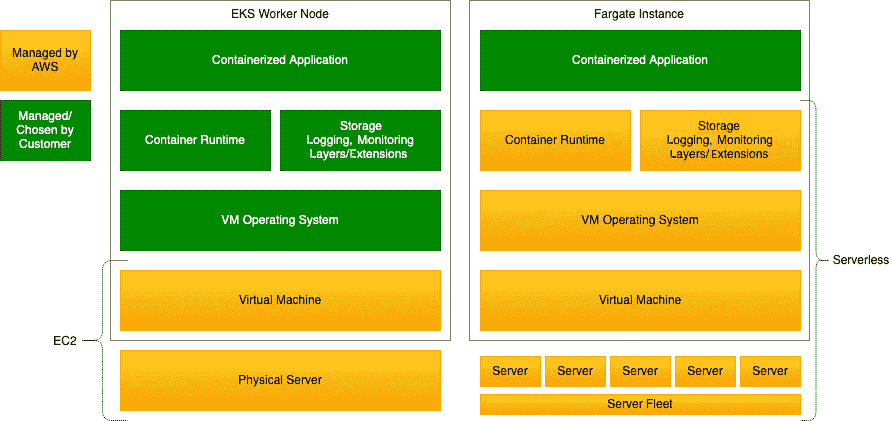 EKS Worker Node
Fargate Instance
Managed by
AWS
Managed/
Chosen by
Customer
Containerized Application
Container Runtime
Storage
Logging, Monitoring
Layers/Extensions
VM Operating System
Virtual Machine
EC2
Physical Server
Containerized Application
Container Runtime
Storage
Logging, Monitoring
Layers/Extensions
VM Operating System
Virtual Machine
Serverless
Server
Server
Server
Server
Server
Server Fleet